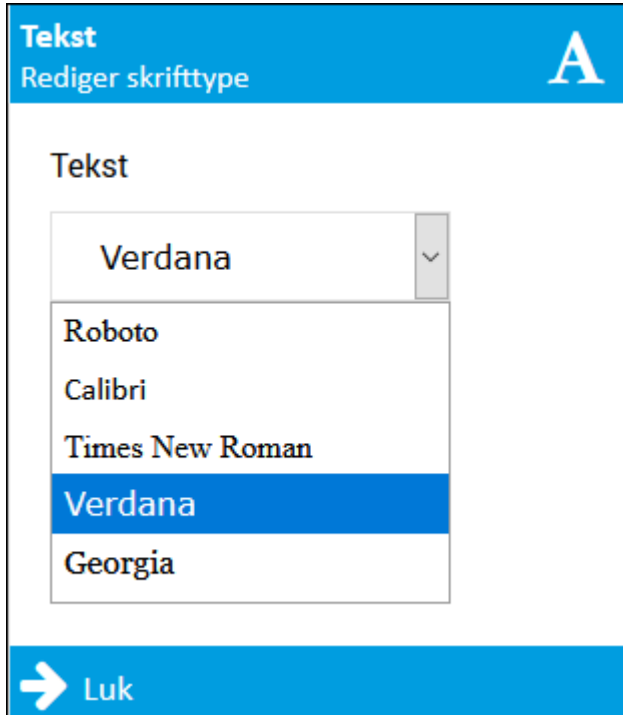 Tekst
Rediger skrifttype
A
Tekst
Verdana
Roboto
Calibri
Times New Roman
Verdana
Georgia
Luk